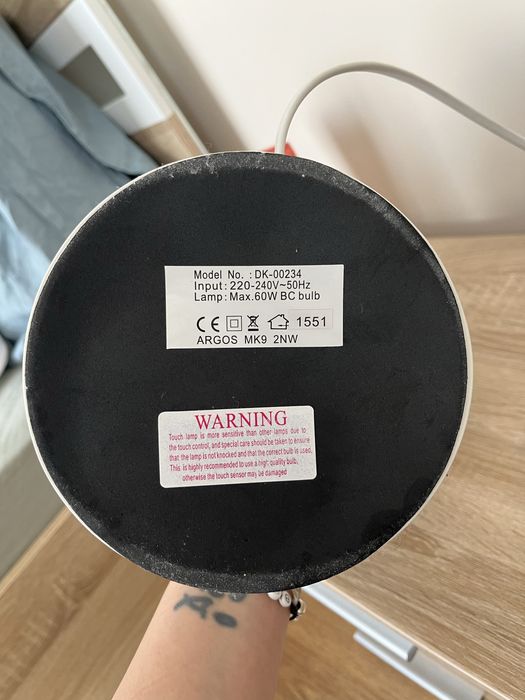 Model No. : DK-00234
Input: 220-240V~50Hz
Lamp: Max.60W BC bulb
CE 1551
ARGOS MK9 2NW
WARNING
Touch lamp is more sensitive than other lamps due to
the touch control, and special care should be taken to ensure
that the lamp is not knocked and that the correct bulb is used,
This is highly recommended to use a high quality bulb,
otherwise the touch sensor may be damaged